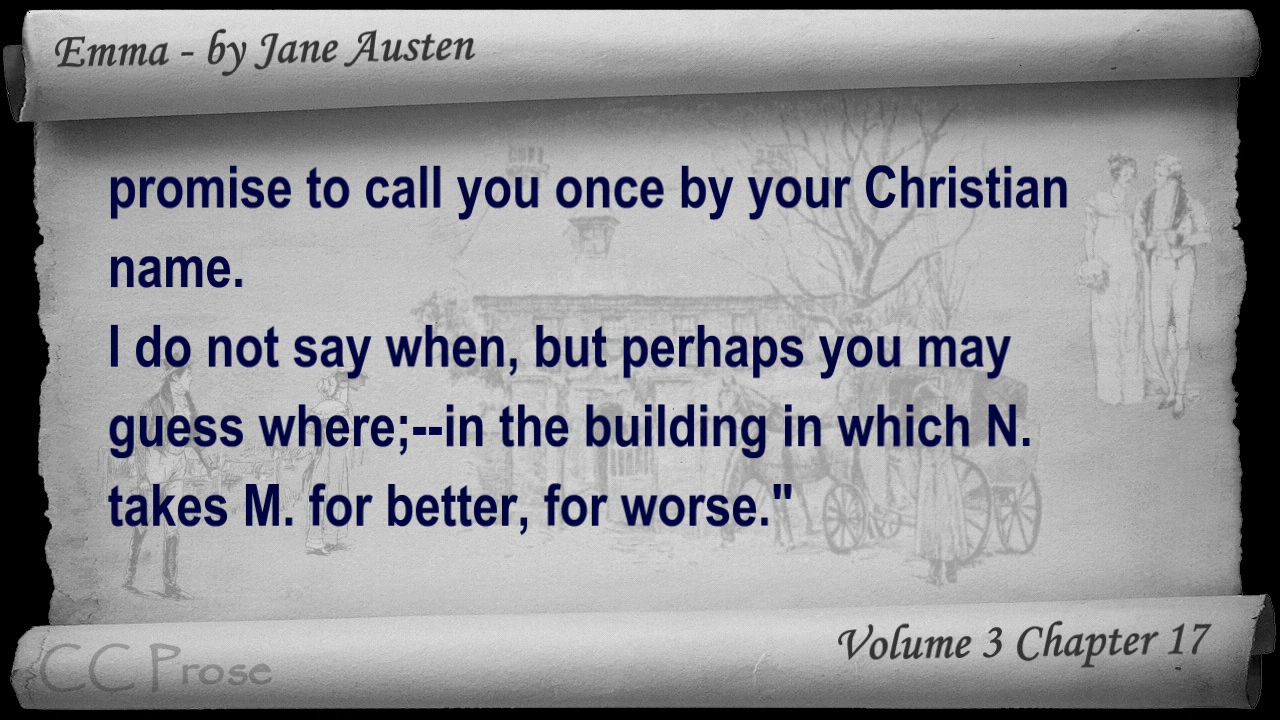 Emma - by Jane Austen
promise to call you once by your Christian
name.
I do not say when, but perhaps you may
guess where;--in the building in which N.
takes M. for better, for worse."
Volume 3 Chapter 17
CC Prose